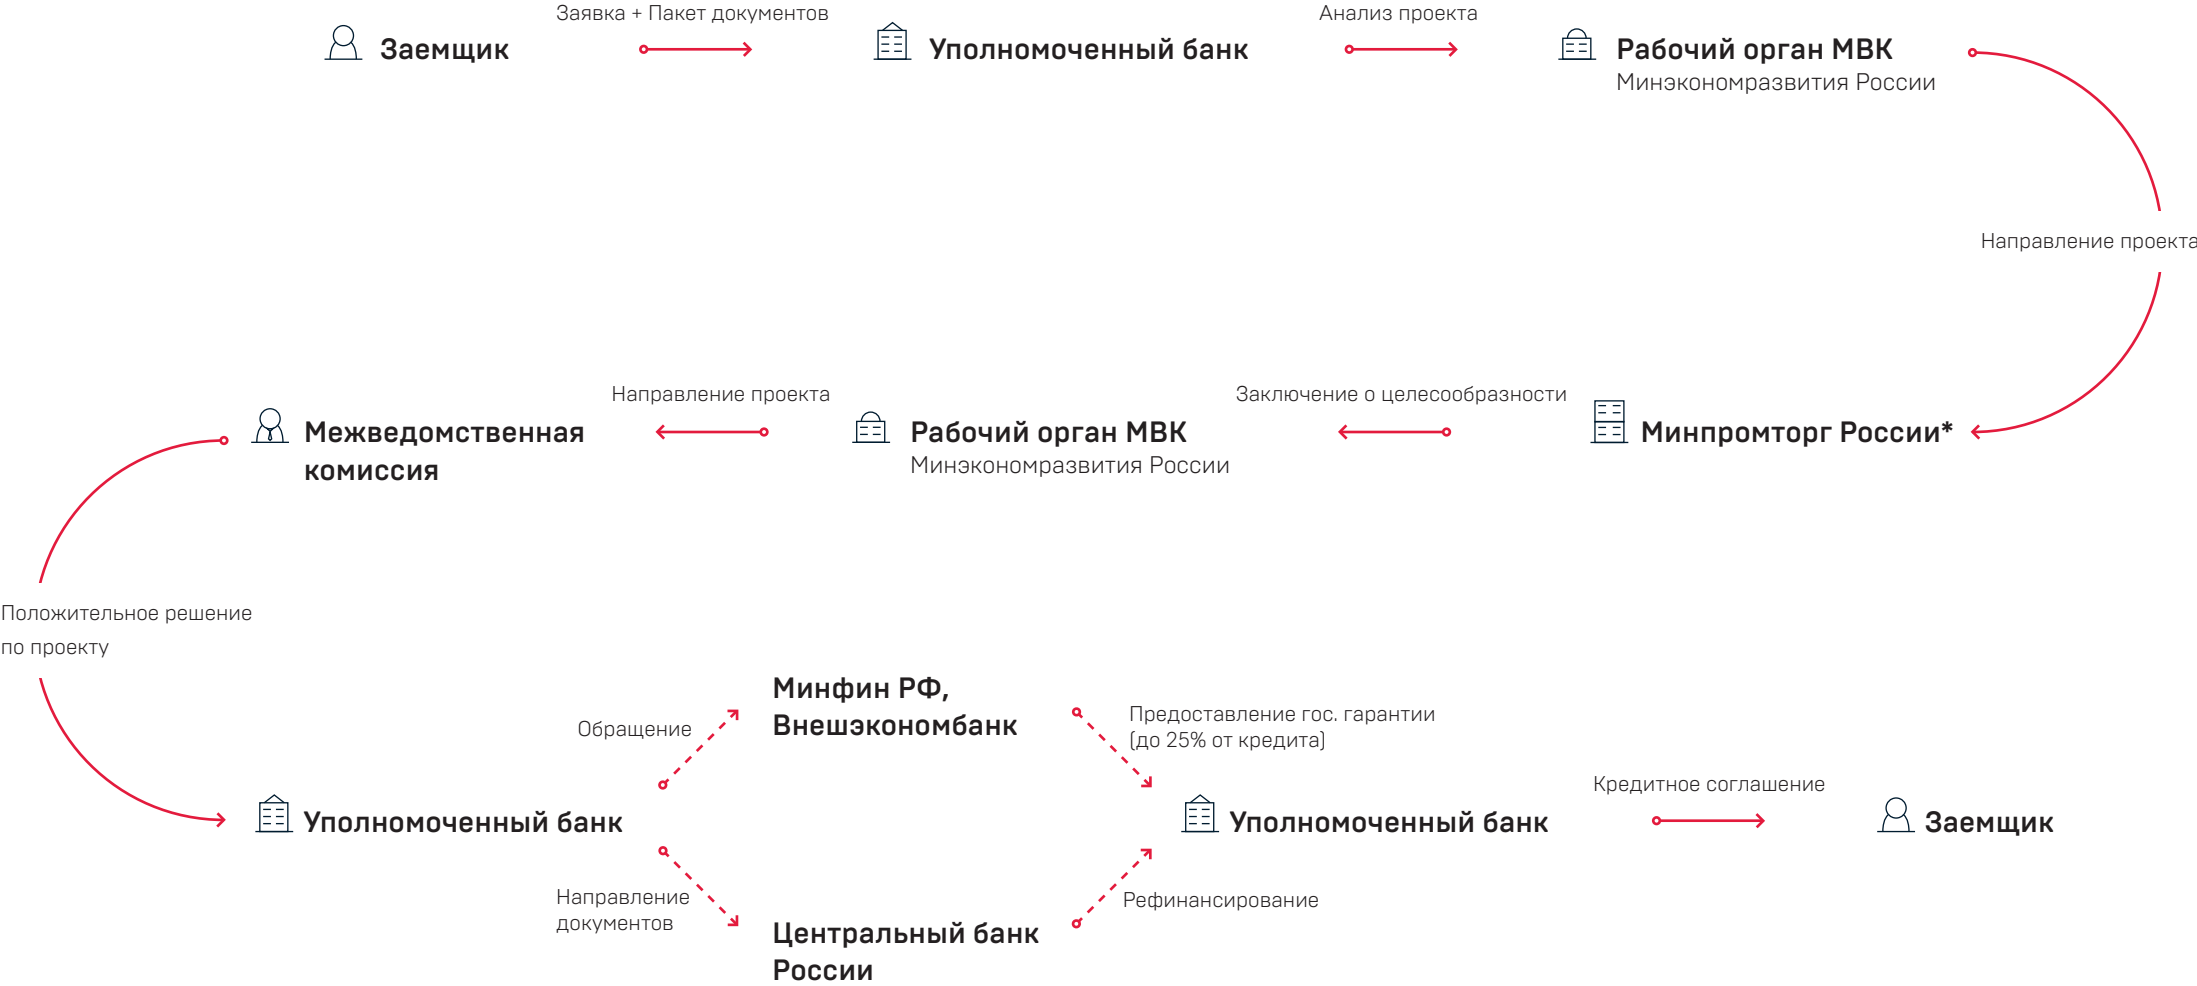 Заявка + Пакет документов
Анализ проекта
Заемщик
Уполномоченный банк
Рабочий орган МВК
Минэкономразвития России
Направление проекта
Направление проекта
Заключение о целесообразности
Межведомственная
комиссия
Рабочий орган МВК
Минэкономразвития России
Минпромторг России*
Положительное решение
по проекту
Минфин РФ,
Внешэкономбанк
Обращение
Предоставление гос. гарантии
(до 25% от кредита)
Кредитное соглашение
Уполномоченный банк
Уполномоченный банк
Заемщик
Направление
документов
Рефинансирование
Центральный банк
России